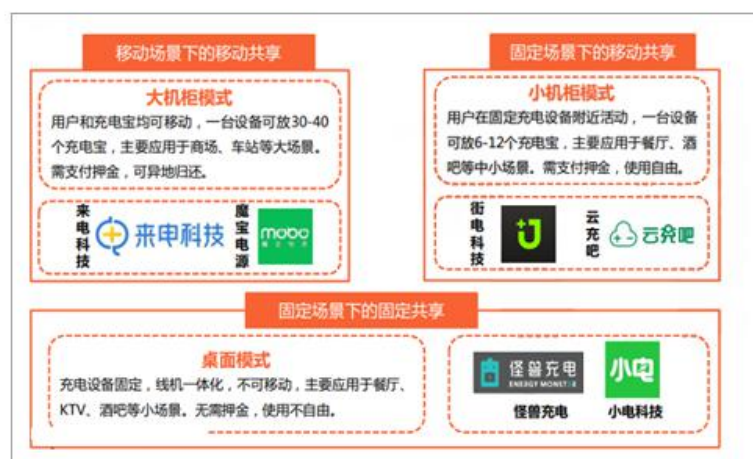 移动场景下的移动共享
大机柜模式
用户和充电宝均可移动，一台设备可放30-40
个充电宝，主要应用于商场、车站等大场景。
需支付押金，可异地归还。
来电科技
来电科技
魔宝电源
mobo
固定场景下的移动共享
小机柜模式
用户在固定充电设备附近活动，一台设备
可放6-12个充电宝，主要应用于餐厅、酒
吧等中小场景。需支付押金，使用自由。
街电科技
云充吧
云充吧
固定场景下的固定共享
桌面模式
充电设备固定，线机一体化，不可移动，主要应用于餐厅、
KTV、酒吧等小场景。无需押金，使用不自由。
怪兽充电
ENERGY MONSTER
怪兽充电
小电
小电科技